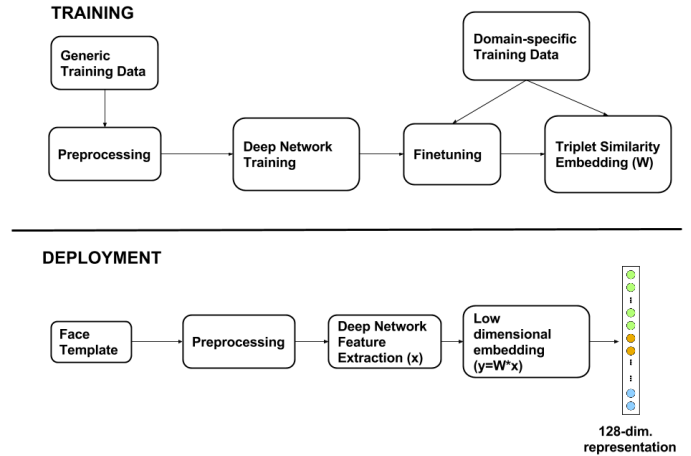 TRAINING
Generic
Training Data
Domain-specific
Training Data
Preprocessing
Deep Network
Training
Finetuning
Triplet Similarity
Embedding (W)
DEPLOYMENT
Face
Template
Preprocessing
Deep Network
Feature
Extraction (x)
Low
dimensional
embedding
(y=W*x)
128-dim.
representation